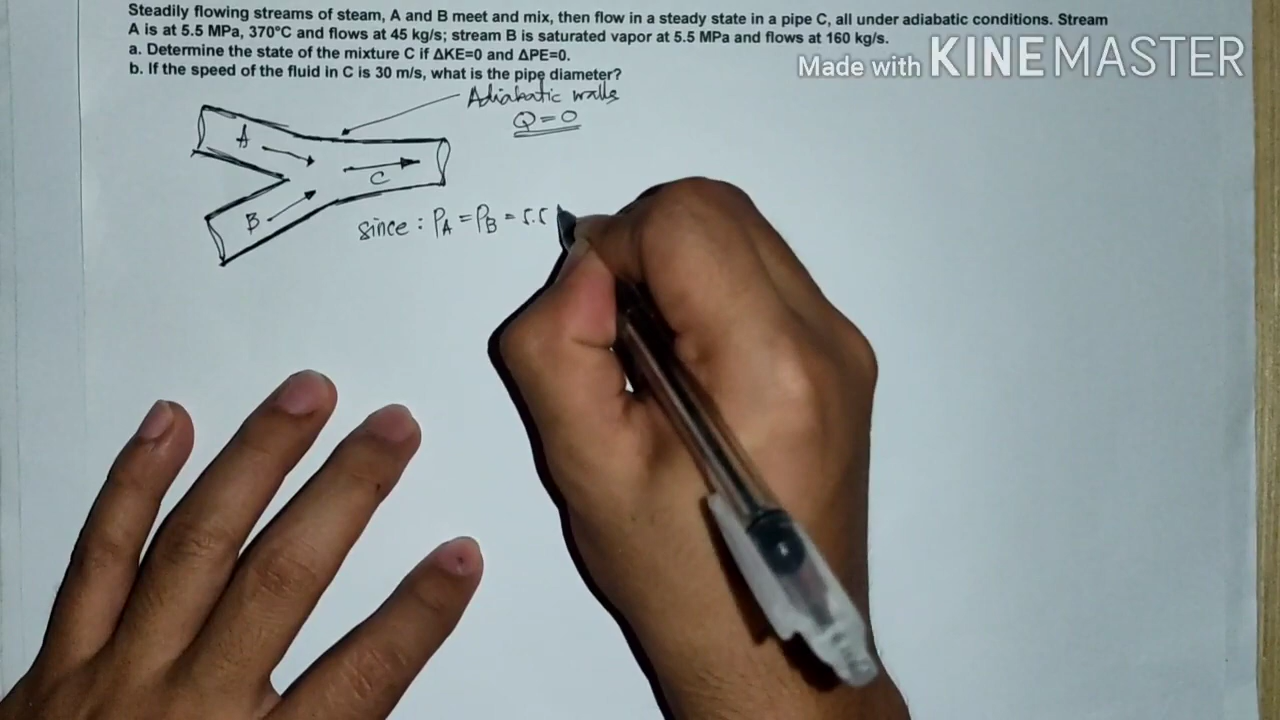 Steadily flowing streams of steam, A and B meet and mix, then flow in a steady state in a pipe C, all under adiabatic conditions. Stream
A is at 5.5 MPa, 370°C and flows at 45 kg/s; stream B is saturated vapor at 5.5 MPa and flows at 160 kg/s.
a. Determine the state of the mixture C if ΔKE=0 and ΔPE=0.
b. If the speed of the fluid in C is 30 m/s, what is the pipe diameter?
Made with KINEMASTER
Adiabatic walls
Q=0
A
C
B
since : PA = PB = 5.5